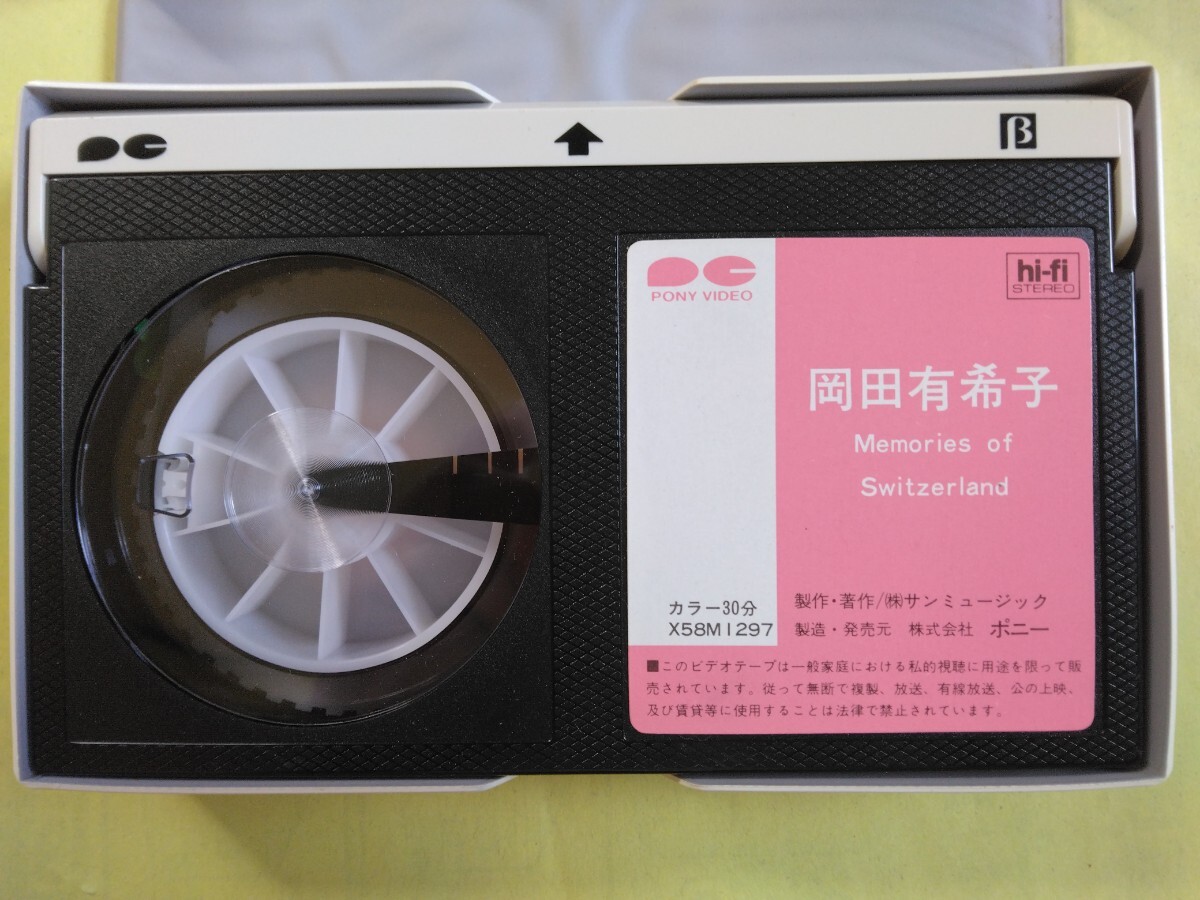 PC
β
PC
PONY VIDEO
hi-fi
STEREO
岡田有希子
Memories of
Switzerland
カラー30分
X58M1297
製作・著作/㈱サンミュージック
製造・発売元 株式会社 ポニー
■このビデオテープは一般家庭における私的視聴に用途を限って販
売されています。従って無断で複製、放送、有線放送、公の上映、
及び賃貸等に使用することは法律で禁止されています。